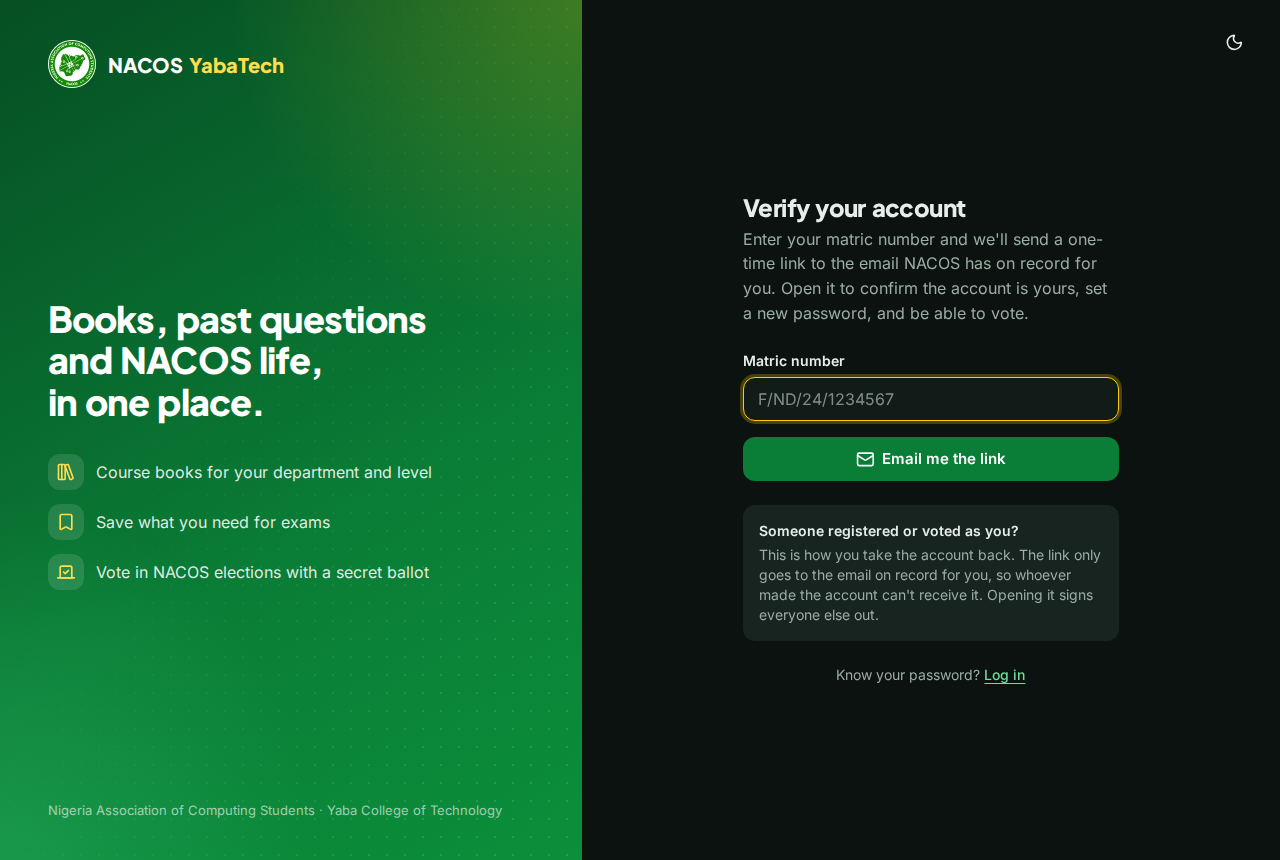 NACOS YabaTech
Books, past questions
and NACOS life,
in one place.
Course books for your department and level
Save what you need for exams
Vote in NACOS elections with a secret ballot
Nigeria Association of Computing Students · Yaba College of Technology
Verify your account
Enter your matric number and we'll send a one-
time link to the email NACOS has on record for
you. Open it to confirm the account is yours, set
a new password, and be able to vote.
Matric number
F/ND/24/1234567
Email me the link
Someone registered or voted as you?
This is how you take the account back. The link only
goes to the email on record for you, so whoever
made the account can't receive it. Opening it signs
everyone else out.
Know your password? Log in